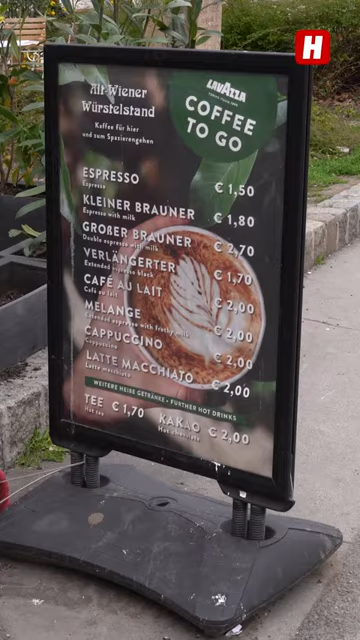 H
Alt-Wiener
Würstelstand
Kaffee für hier
und zum Spazierengehen
LAVAZZA
COFFEE
TO GO
ESPRESSO € 1,50
Espresso
KLEINER BRAUNER € 1,80
Espresso with milk
GROßER BRAUNER € 2,70
Double espresso with milk
VERLÄNGERTER € 1,70
Extended espresso black
CAFÉ AU LAIT € 2,00
Café au lait
MELANGE € 2,00
Extended espresso with frothy milk
CAPPUCCINO € 2,00
Cappuccino
LATTE MACCHIATO € 2,00
Latte macchiato
WEITERE HEIßE GETRÄNKE • FURTHER HOT DRINKS
TEE € 1,70 KAKAO € 2,00
Hot tea Hot chocolate